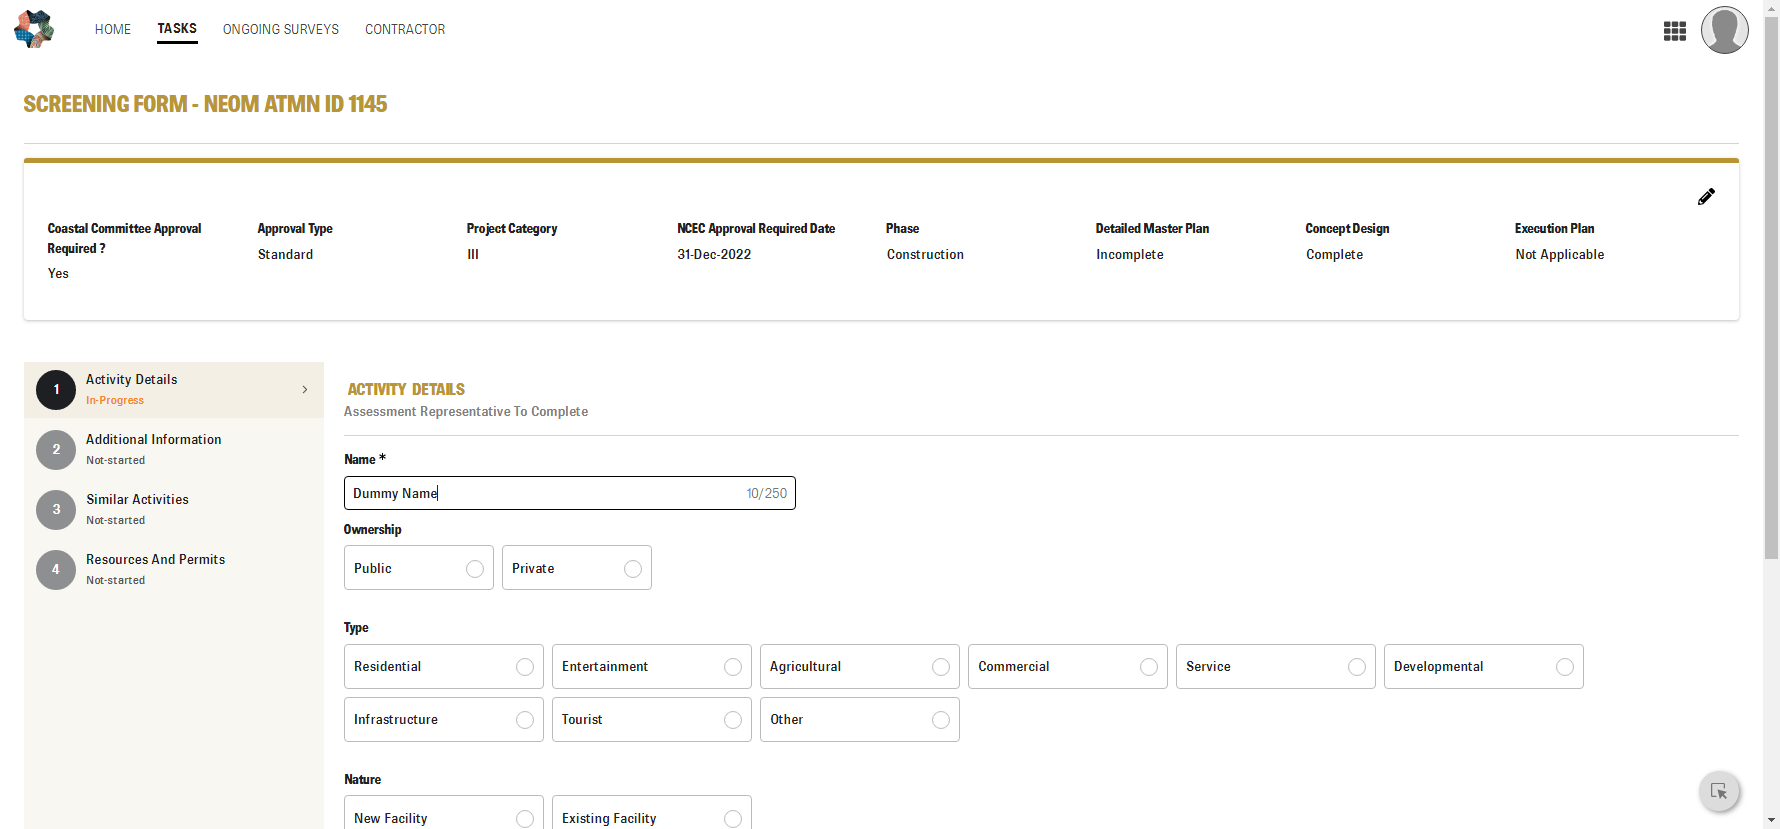 HOME TASKS ONGOING SURVEYS CONTRACTOR
SCREENING FORM - NEOM ATMN ID 1145
Coastal Committee Approval Required ?
Yes
Approval Type
Standard
Project Category
III
NCEC Approval Required Date
31-Dec-2022
Phase
Construction
Detailed Master Plan
Incomplete
Concept Design
Complete
Execution Plan
Not Applicable
1
Activity Details
In-Progress
2
Additional Information
Not-started
3
Similar Activities
Not-started
4
Resources And Permits
Not-started
ACTIVITY DETAILS
Assessment Representative To Complete
Name *
Dummy Name 10/250
Ownership
Public Private
Type
Residential Entertainment Agricultural Commercial Service Developmental
Infrastructure Tourist Other
Nature
New Facility Existing Facility